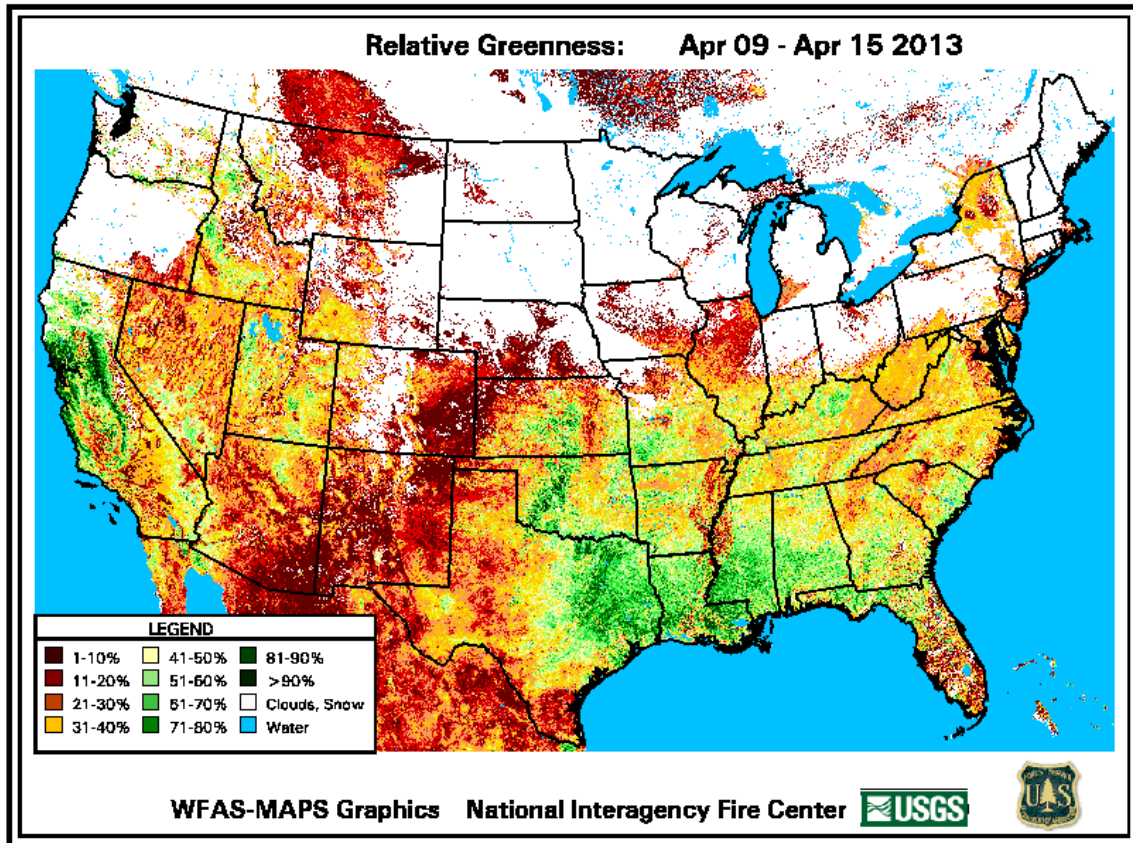 Relative Greenness: Apr 09 - Apr 15 2013
LEGEND
1-10% 41-50% 81-90%
11-20% 51-60% >90%
21-30% 61-70% Clouds, Snow
31-40% 71-80% Water
WFAS-MAPS Graphics National Interagency Fire Center USGS
FOREST SERVICE
U S